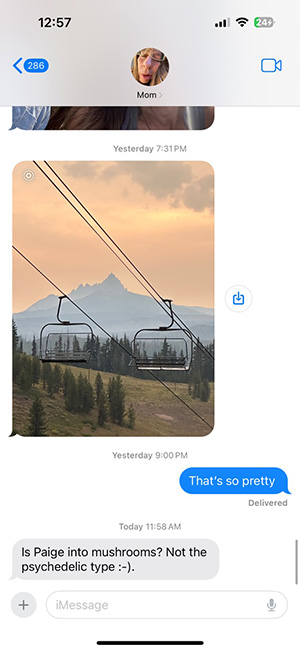 12:57
24
286
Mom
Yesterday 7:31 PM
Yesterday 9:00 PM
That's so pretty
Delivered
Today 11:58 AM
Is Paige into mushrooms? Not the
psychedelic type :-).
iMessage